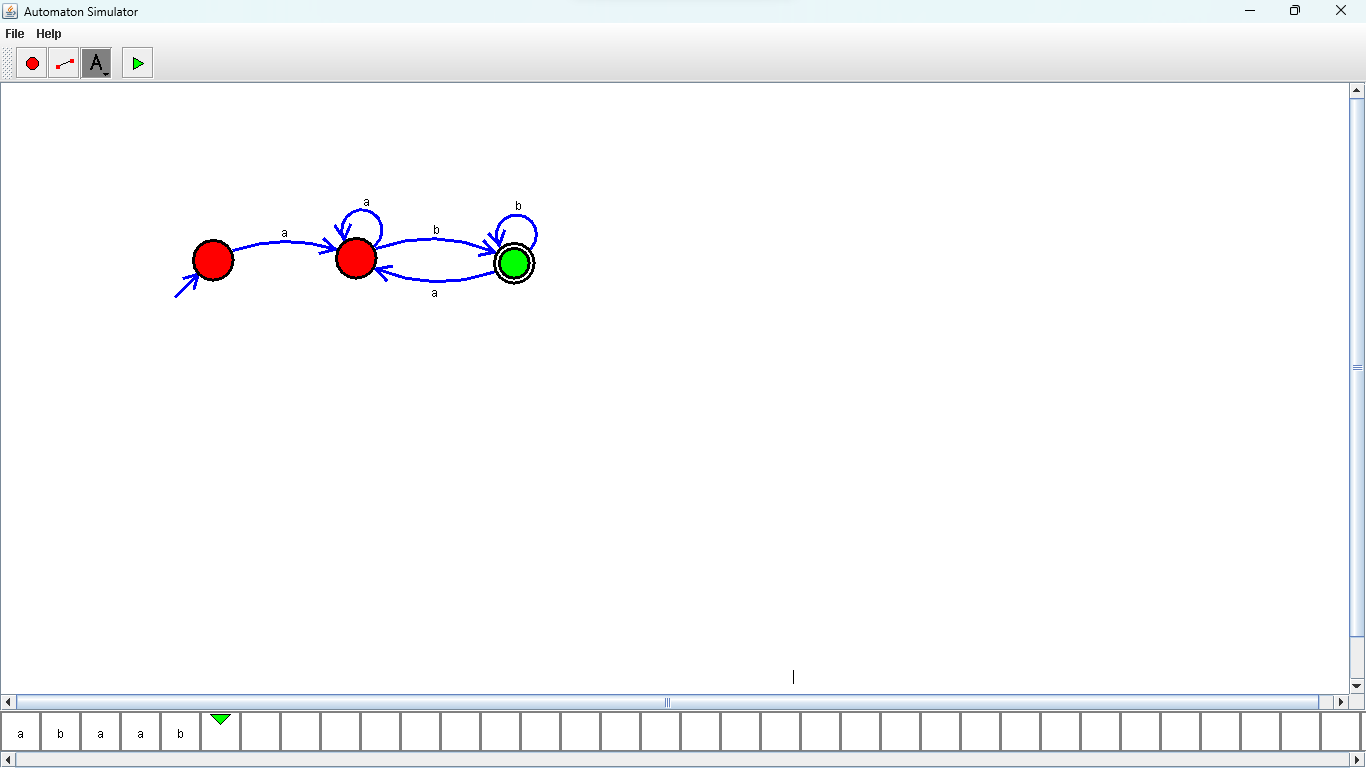 Automaton Simulator
File Help
A
a b
a a b
a
a b a a b